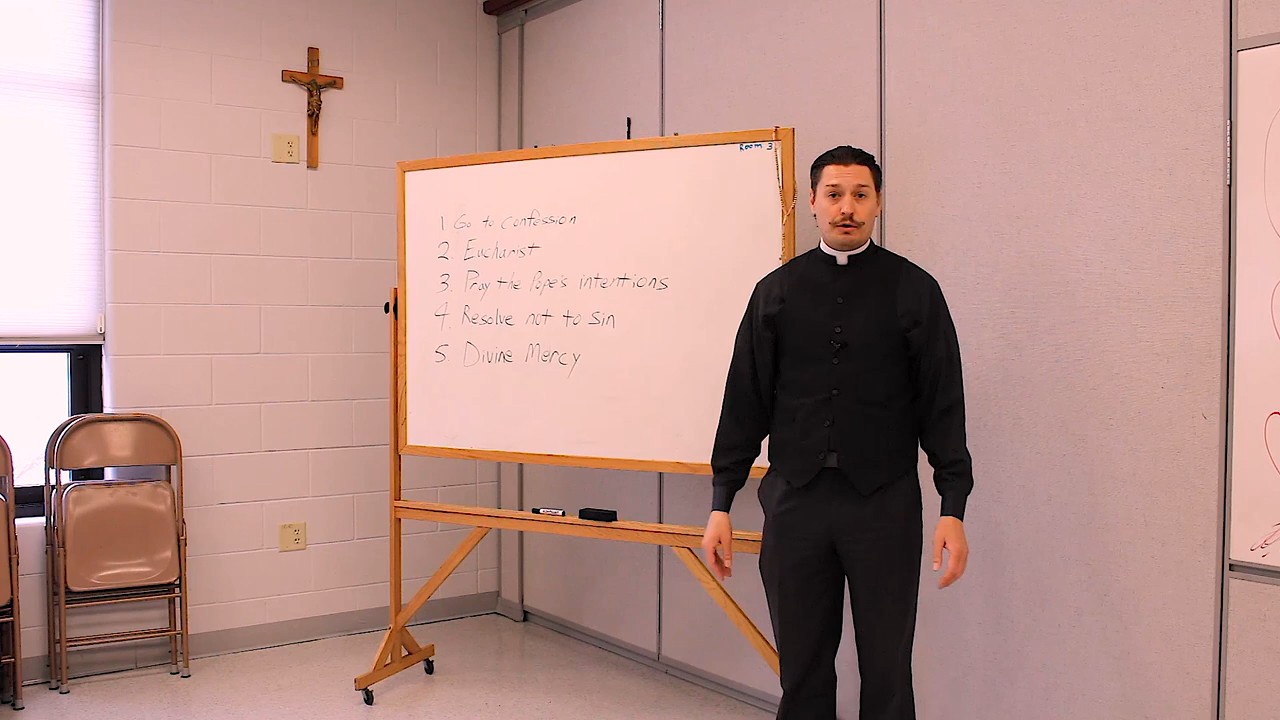 Room 3
1 Go to confession
2. Eucharist
3. Pray the Pope's intentions
4. Resolve not to sin
5. Divine Mercy